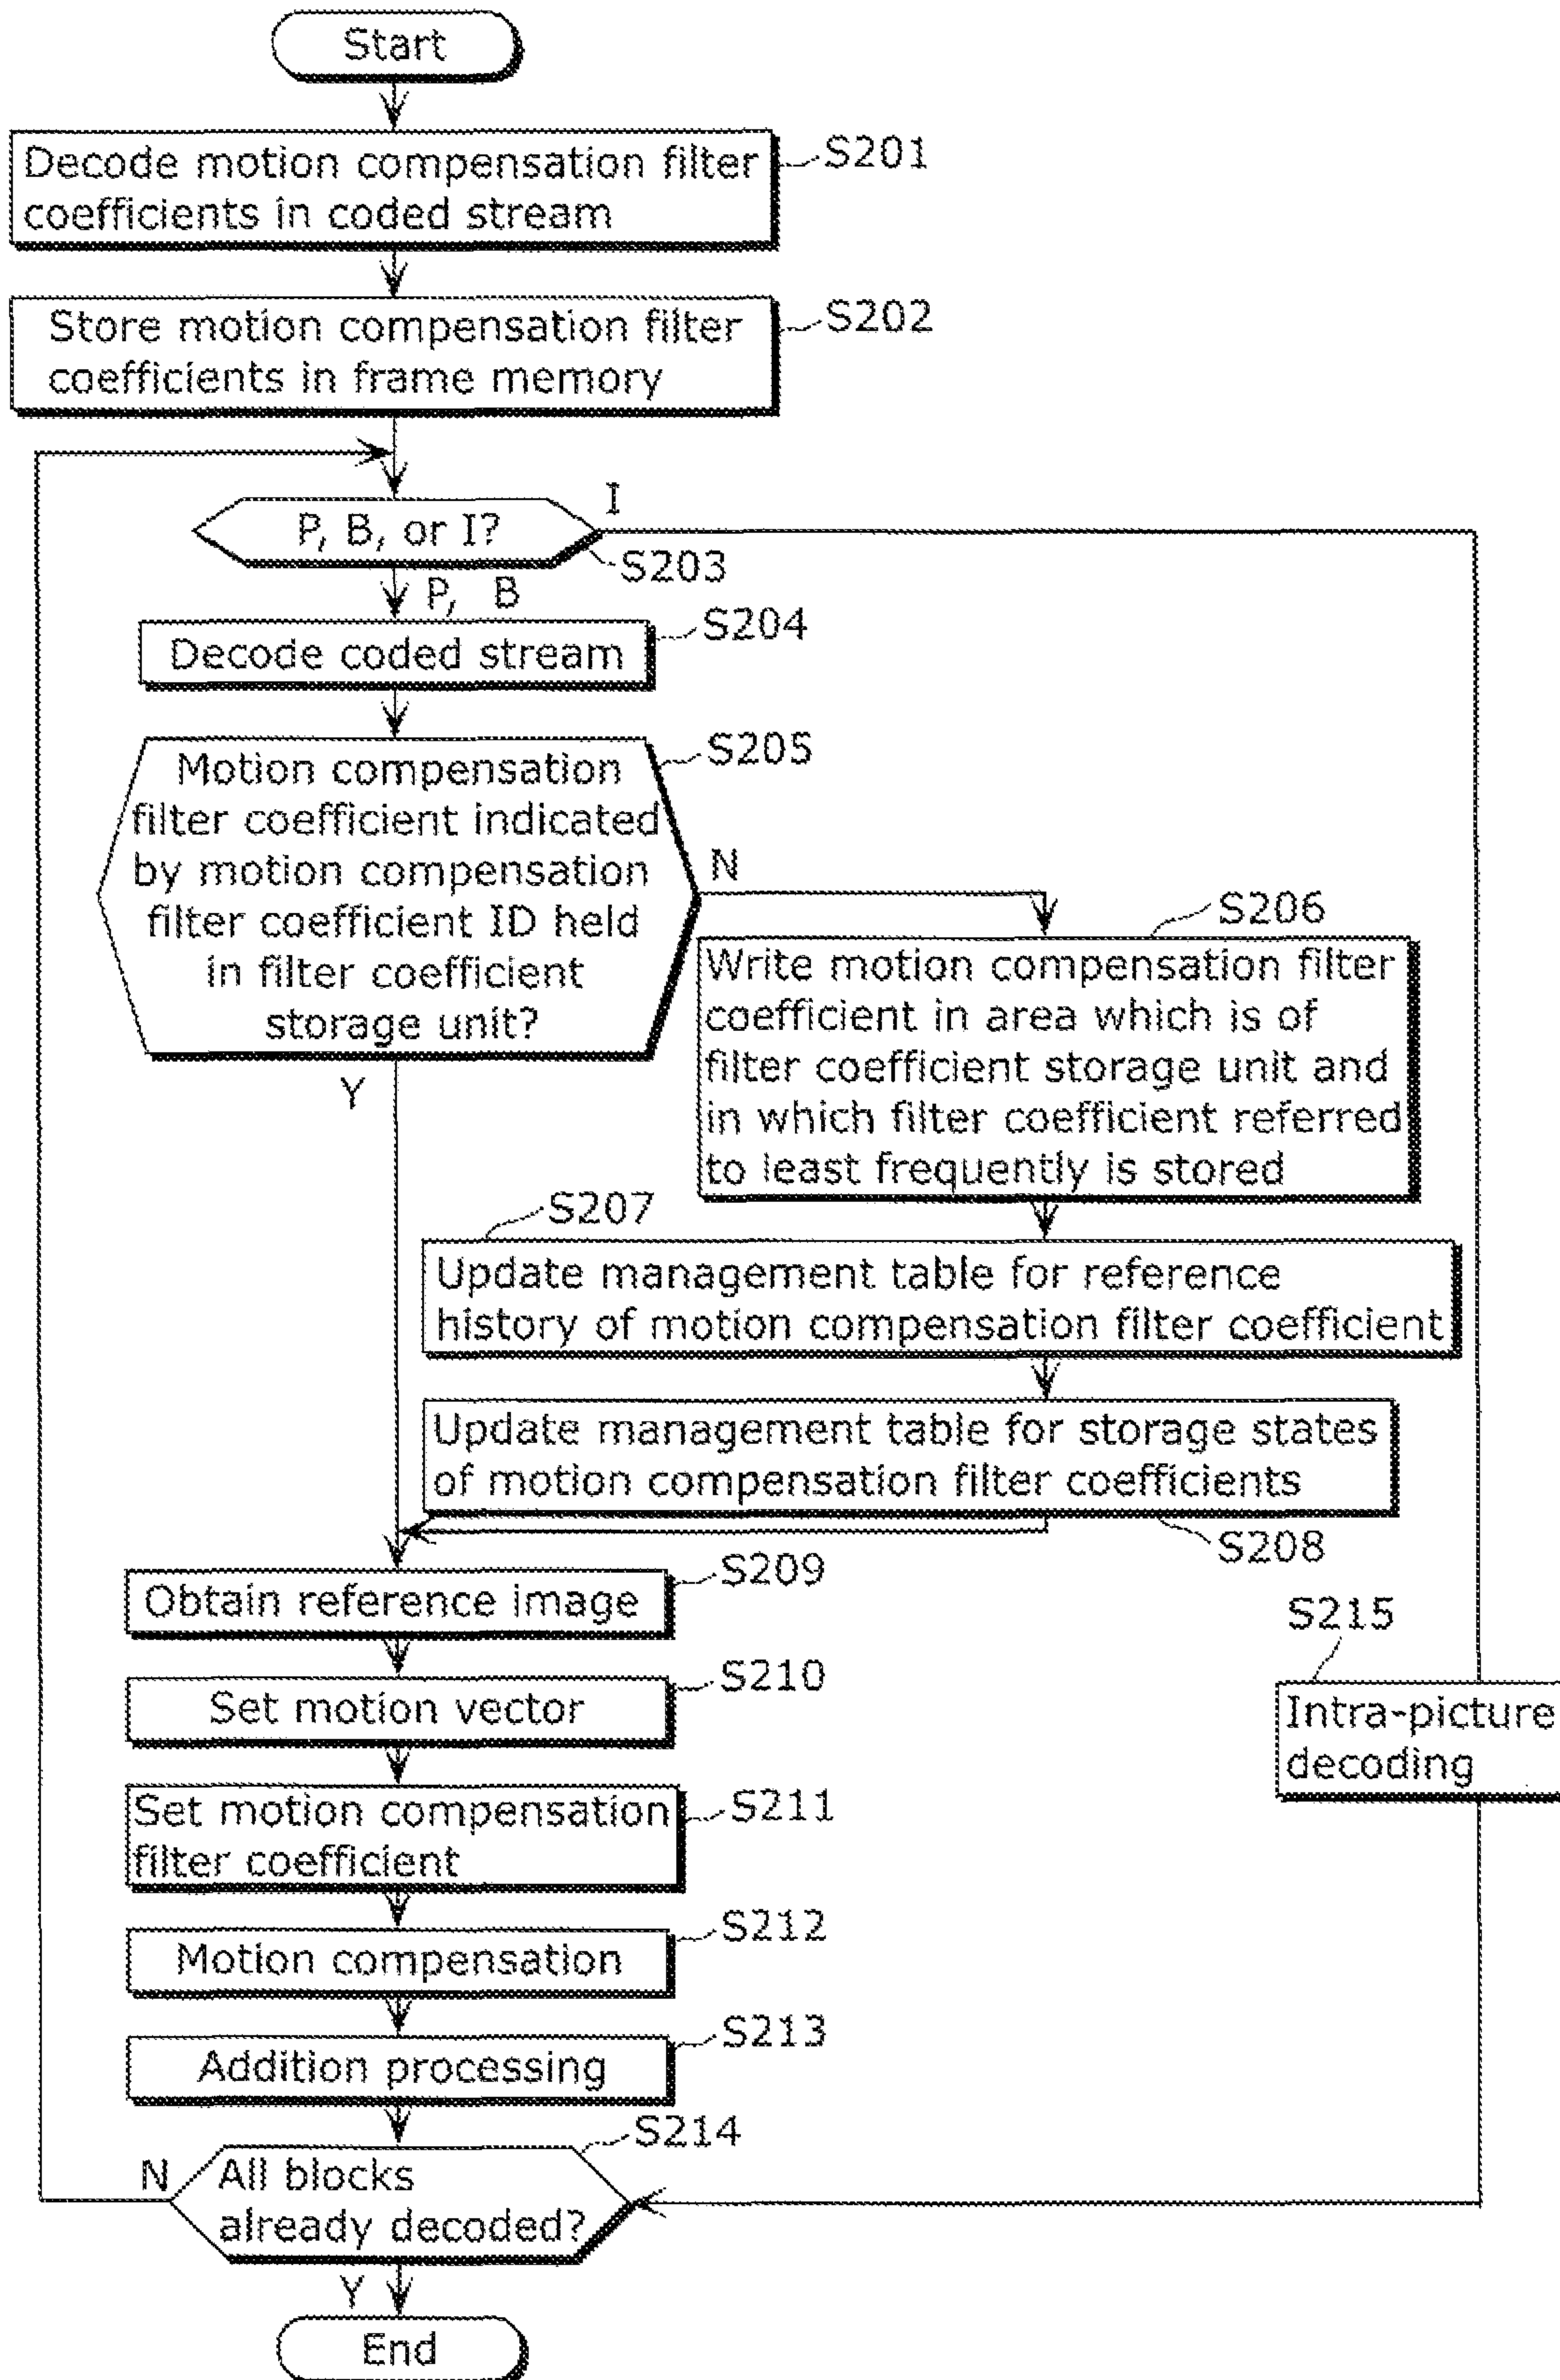 Start
Decode motion compensation filter
coefficients in coded stream
S201
Store motion compensation filter
coefficients in frame memory
S202
P, B, or I?
I
S203
P, B
Decode coded stream
S204
Motion compensation
filter coefficient indicated
by motion compensation
filter coefficient ID held
in filter coefficient
storage unit?
S205
N
Y
S206
Write motion compensation filter
coefficient in area which is of
filter coefficient storage unit and
in which filter coefficient referred
to least frequently is stored
S207
Update management table for reference
history of motion compensation filter coefficient
Update management table for storage states
of motion compensation filter coefficients
S208
Obtain reference image
S209
Set motion vector
S210
S215
Intra-picture
decoding
Set motion compensation
filter coefficient
S211
Motion compensation
S212
Addition processing
S213
All blocks
already decoded?
S214
N
Y
End